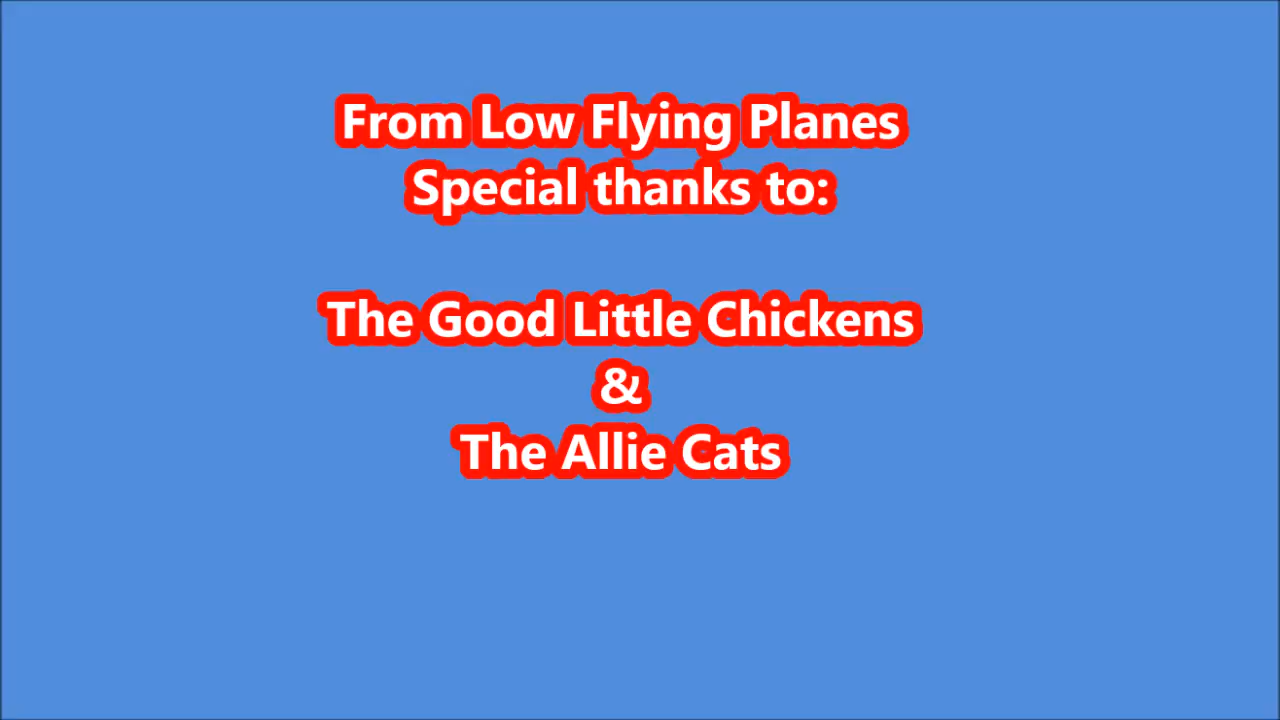 From Low Flying Planes
Special thanks to:
The Good Little Chickens
&
The Allie Cats